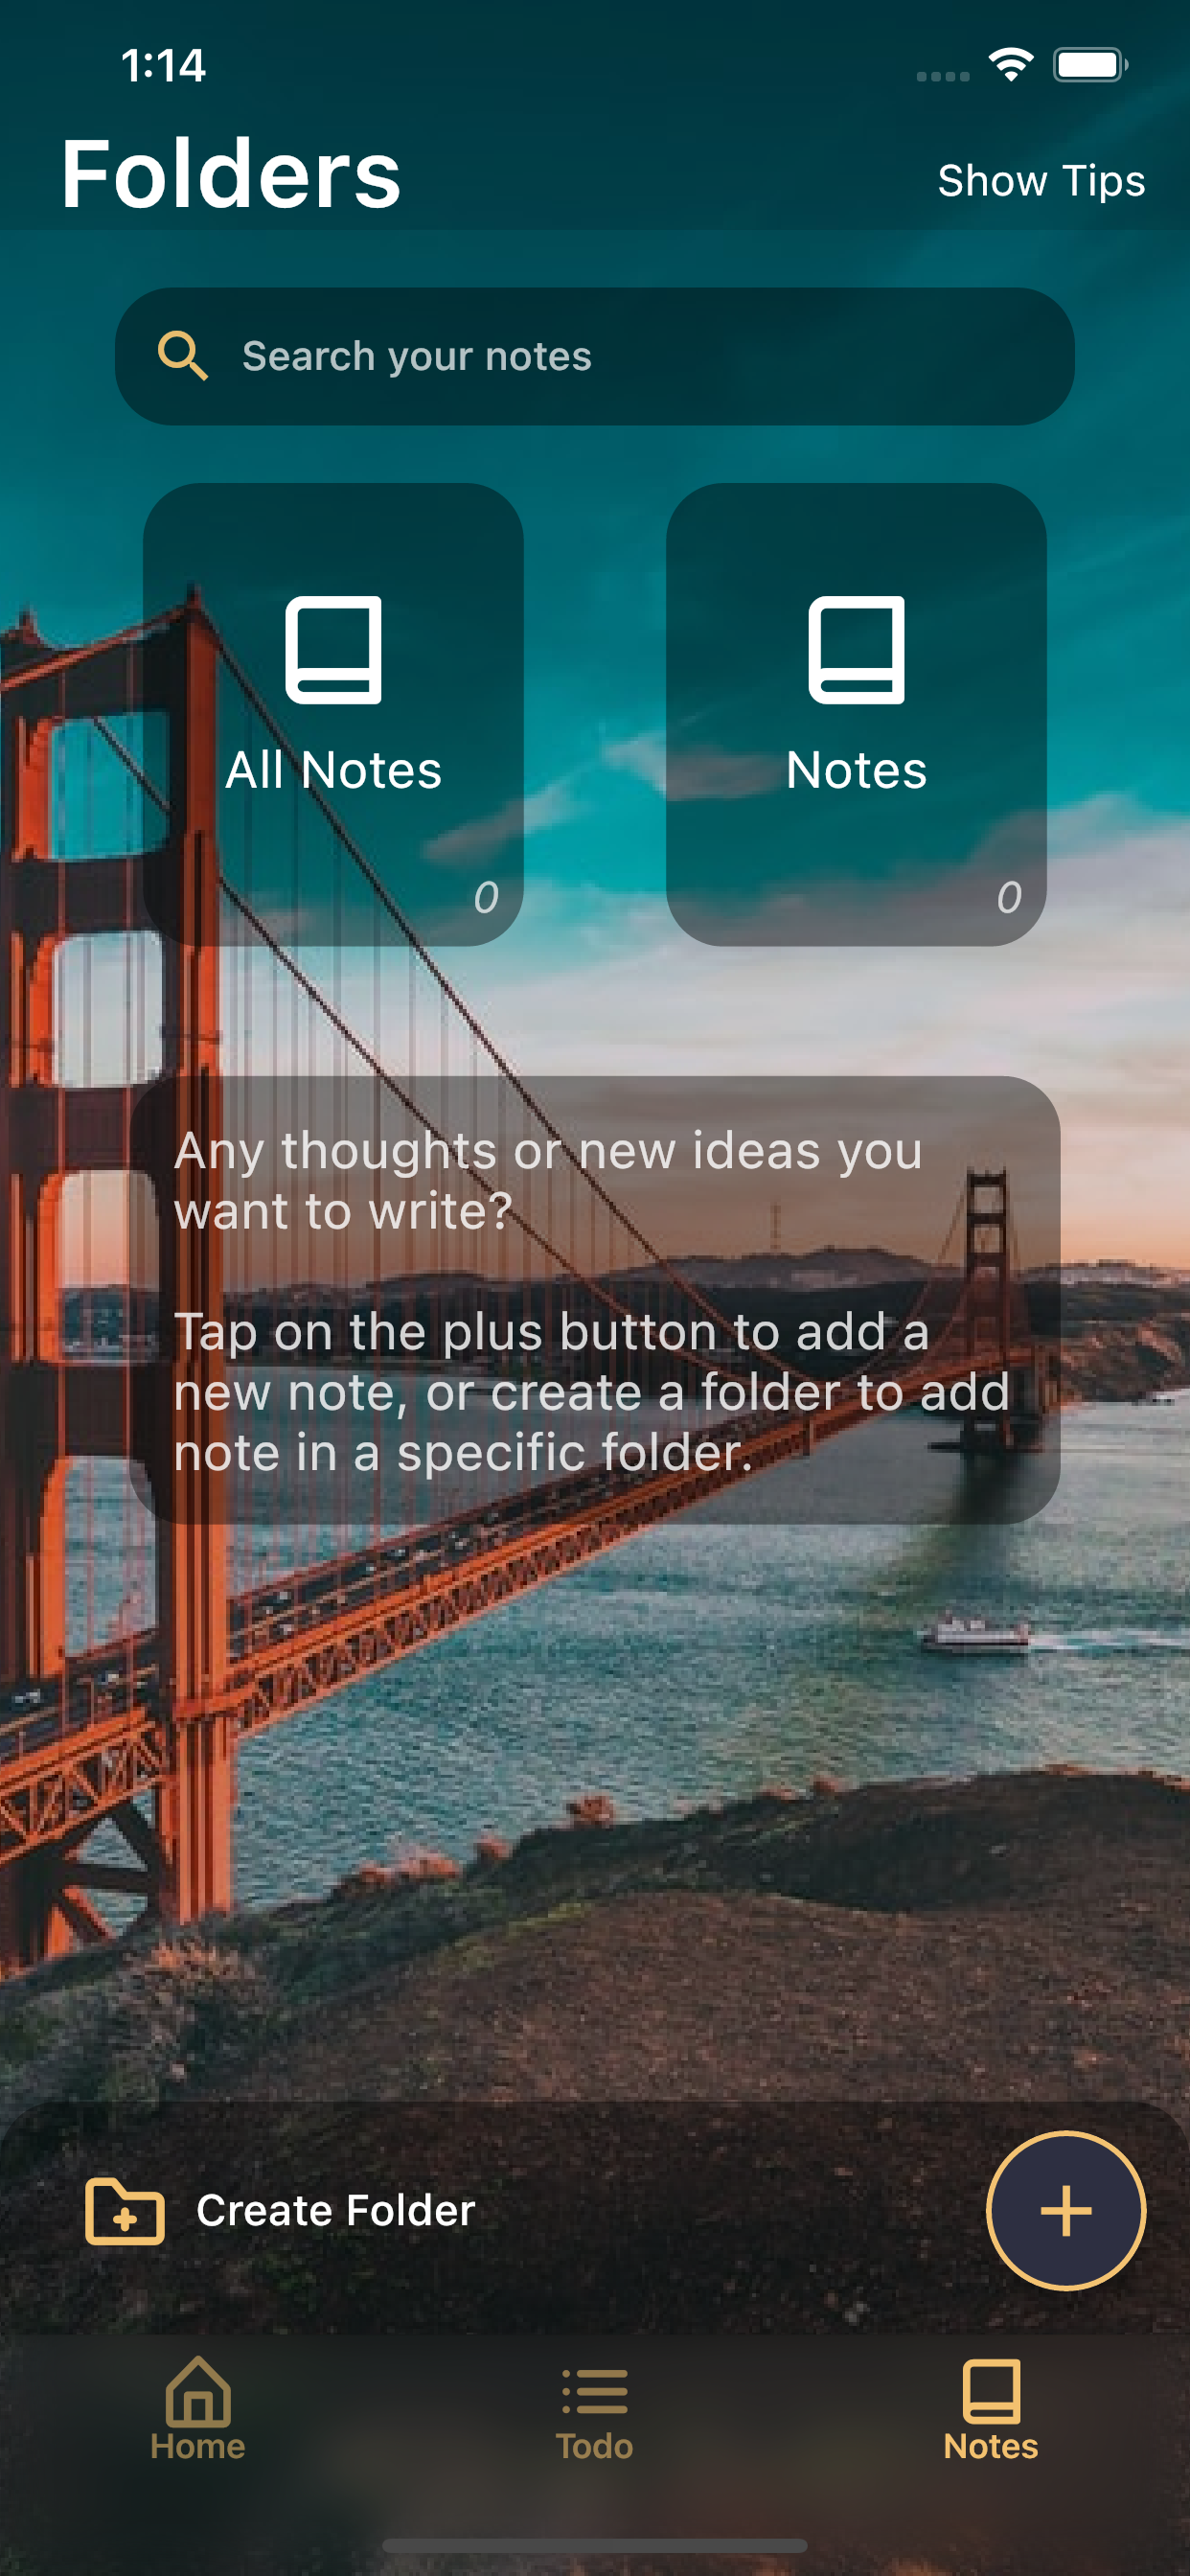 1:14
Folders
Show Tips
Search your notes
All Notes
0
Notes
0
Any thoughts or new ideas you
want to write?
Tap on the plus button to add a
new note, or create a folder to add
note in a specific folder.
Create Folder
Home
Todo
Notes